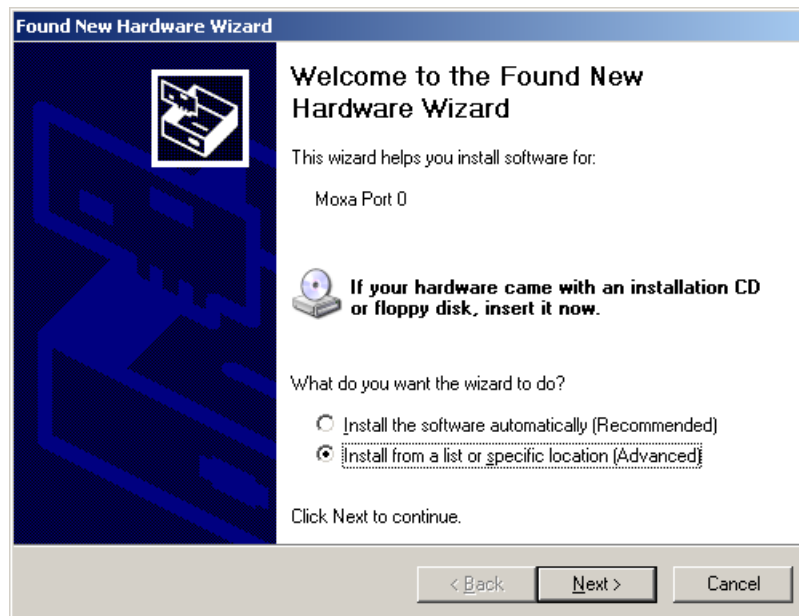 Found New Hardware Wizard
Welcome to the Found New
Hardware Wizard
This wizard helps you install software for:
Moxa Port 0
If your hardware came with an installation CD
or floppy disk, insert it now.
What do you want the wizard to do?
Install the software automatically (Recommended)
Install from a list or specific location (Advanced)
Click Next to continue.
< Back
Next >
Cancel